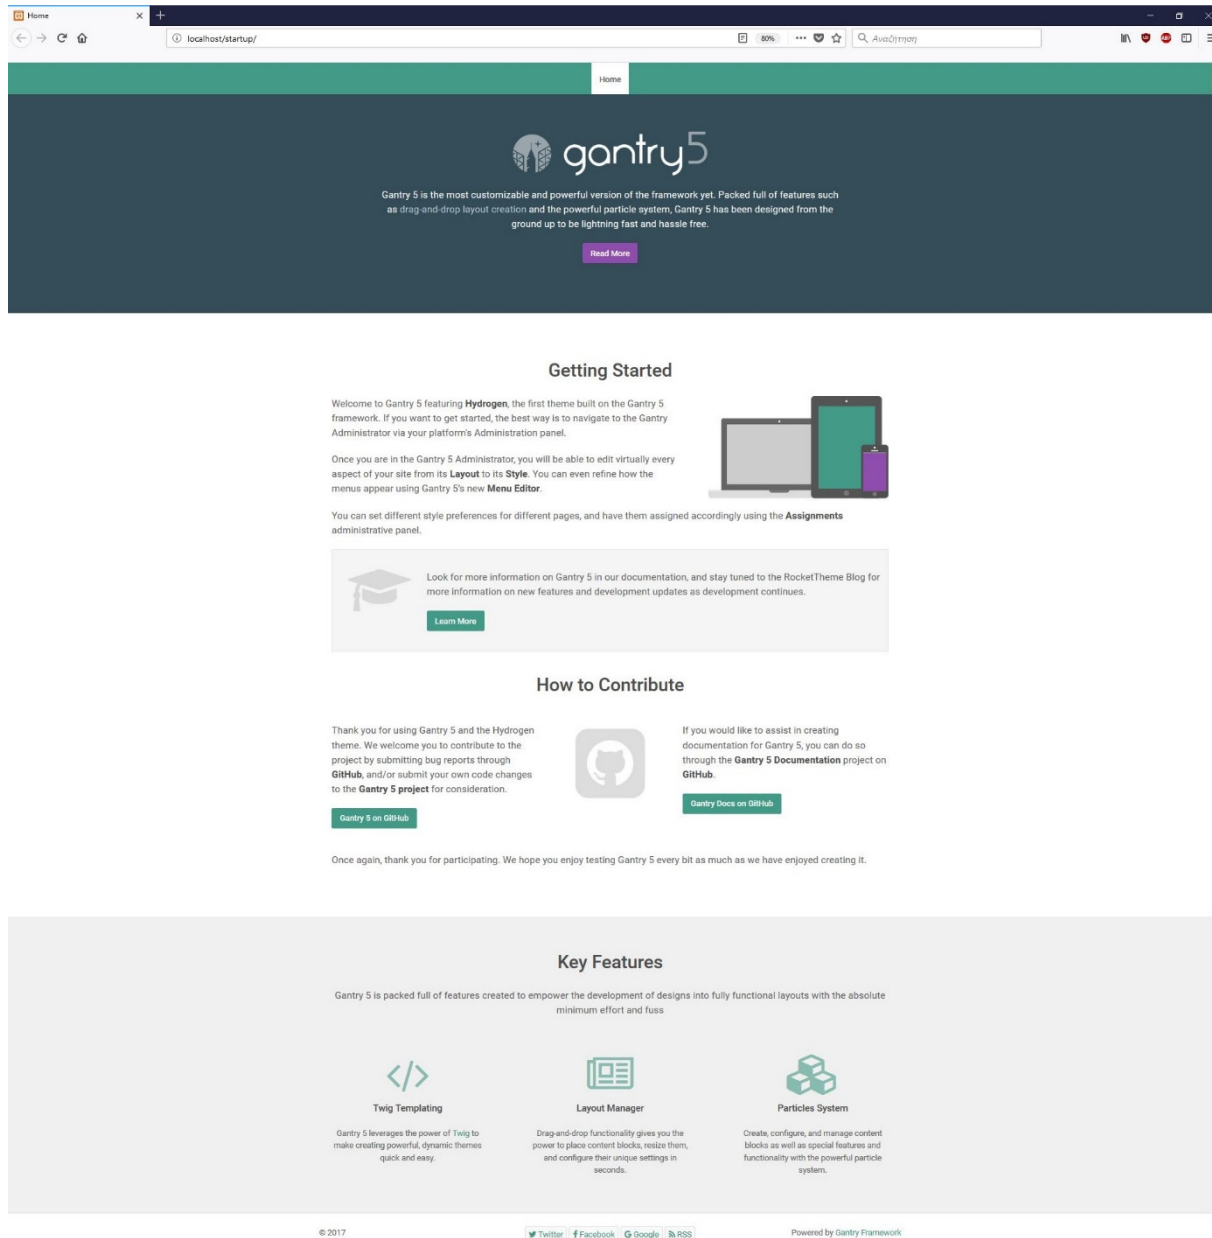 Home
localhost/startup/
80%
Αναζήτηση
Home
gantry5
Gantry 5 is the most customizable and powerful version of the framework yet. Packed full of features such
as drag-and-drop layout creation and the powerful particle system, Gantry 5 has been designed from the
ground up to be lightning fast and hassle free.
Read More
Getting Started
Welcome to Gantry 5 featuring Hydrogen, the first theme built on the Gantry 5
framework. If you want to get started, the best way is to navigate to the Gantry
Administrator via your platform's Administration panel.
Once you are in the Gantry 5 Administrator, you will be able to edit virtually every
aspect of your site from its Layout to its Style. You can even refine how the
menus appear using Gantry 5's new Menu Editor.
You can set different style preferences for different pages, and have them assigned accordingly using the Assignments
administrative panel.
Look for more information on Gantry 5 in our documentation, and stay tuned to the RocketTheme Blog for
more information on new features and development updates as development continues.
Learn More
How to Contribute
Thank you for using Gantry 5 and the Hydrogen
theme. We welcome you to contribute to the
project by submitting bug reports through
GitHub, and/or submit your own code changes
to the Gantry 5 project for consideration.
Gantry 5 on GitHub
If you would like to assist in creating
documentation for Gantry 5, you can do so
through the Gantry 5 Documentation project on
GitHub.
Gantry Docs on GitHub
Once again, thank you for participating. We hope you enjoy testing Gantry 5 every bit as much as we have enjoyed creating it.
Key Features
Gantry 5 is packed full of features created to empower the development of designs into fully functional layouts with the absolute
minimum effort and fuss
Twig Templating
Gantry 5 leverages the power of Twig to
make creating powerful, dynamic themes
quick and easy.
Layout Manager
Drag-and-drop functionality gives you the
power to place content blocks, resize them,
and configure their unique settings in
seconds.
Particles System
Create, configure, and manage content
blocks as well as special features and
functionality with the powerful particle
system.
© 2017
Twitter Facebook Google RSS
Powered by Gantry Framework